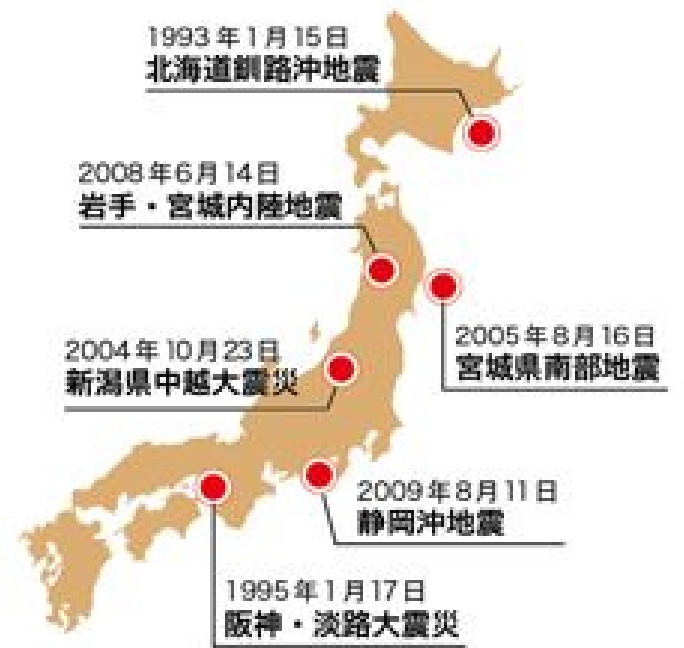 1993年1月15日
北海道釧路沖地震
2008年6月14日
岩手・宮城内陸地震
2005年8月16日
宮城県南部地震
2004年10月23日
新潟県中越大震災
2009年8月11日
静岡沖地震
1995年1月17日
阪神・淡路大震災